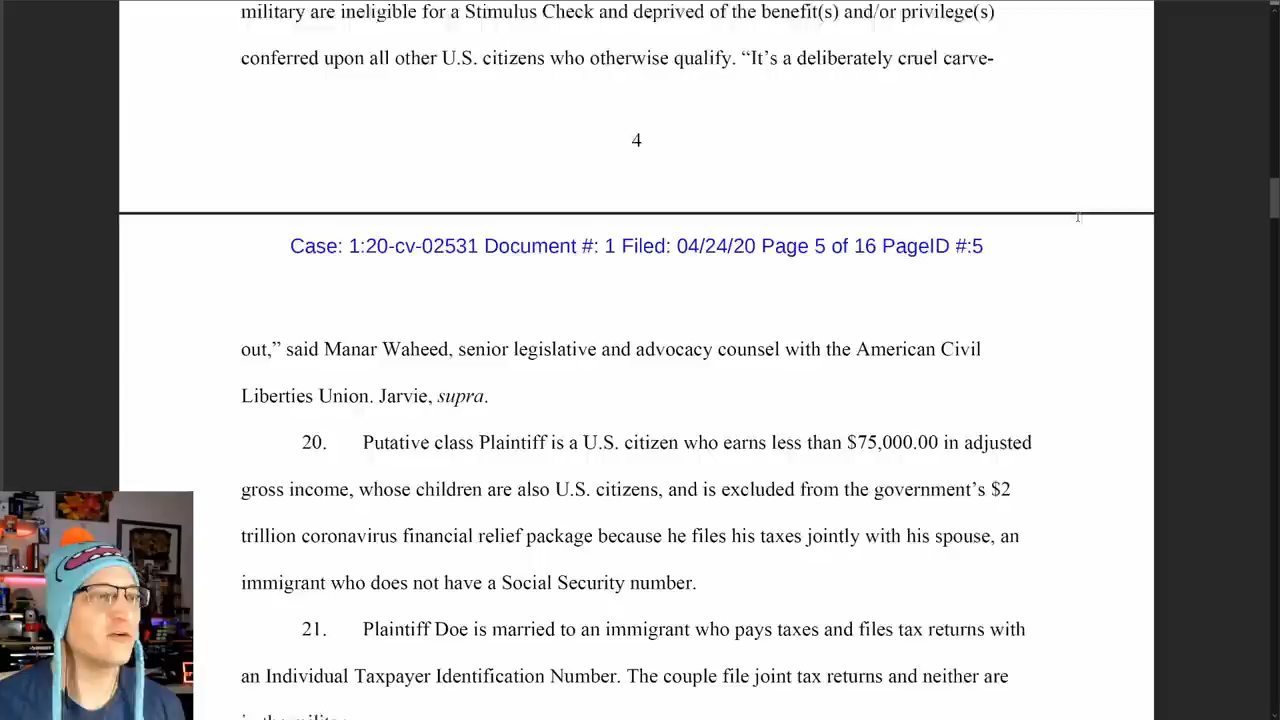 military are ineligible for a Stimulus Check and deprived of the benefit(s) and/or privilege(s)
conferred upon all other U.S. citizens who otherwise qualify. “It’s a deliberately cruel carve-
4
Case: 1:20-cv-02531 Document #: 1 Filed: 04/24/20 Page 5 of 16 PageID #:5
out,” said Manar Waheed, senior legislative and advocacy counsel with the American Civil
Liberties Union. Jarvie, supra.
20. Putative class Plaintiff is a U.S. citizen who earns less than $75,000.00 in adjusted
gross income, whose children are also U.S. citizens, and is excluded from the government’s $2
trillion coronavirus financial relief package because he files his taxes jointly with his spouse, an
immigrant who does not have a Social Security number.
21. Plaintiff Doe is married to an immigrant who pays taxes and files tax returns with
an Individual Taxpayer Identification Number. The couple file joint tax returns and neither are